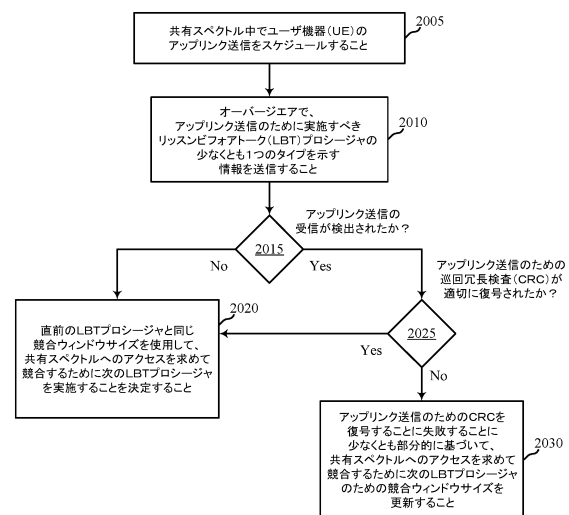 共有スペクトル中でユーザ機器(UE)の
アップリンク送信をスケジュールすること
2005
オーバージエアで、
アップリンク送信のために実施すべき
リッスンビフォアトーク(LBT)プロシージャの
少なくとも1つのタイプを示す
情報を送信すること
2010
アップリンク送信の
受信が検出されたか?
2015
No
Yes
アップリンク送信のための
巡回冗長検査(CRC)が
適切に復号されたか?
2020
直前のLBTプロシージャと同じ
競合ウィンドウサイズを使用して、
共有スペクトルへのアクセスを求めて
競合するために次のLBTプロシージャ
を実施することを決定すること
2025
Yes
No
アップリンク送信のためのCRCを
復号することに失敗することに
少なくとも部分的に基づいて、
共有スペクトルへのアクセスを求めて
競合するために次のLBTプロシージャ
のための競合ウィンドウサイズを
更新すること
2030